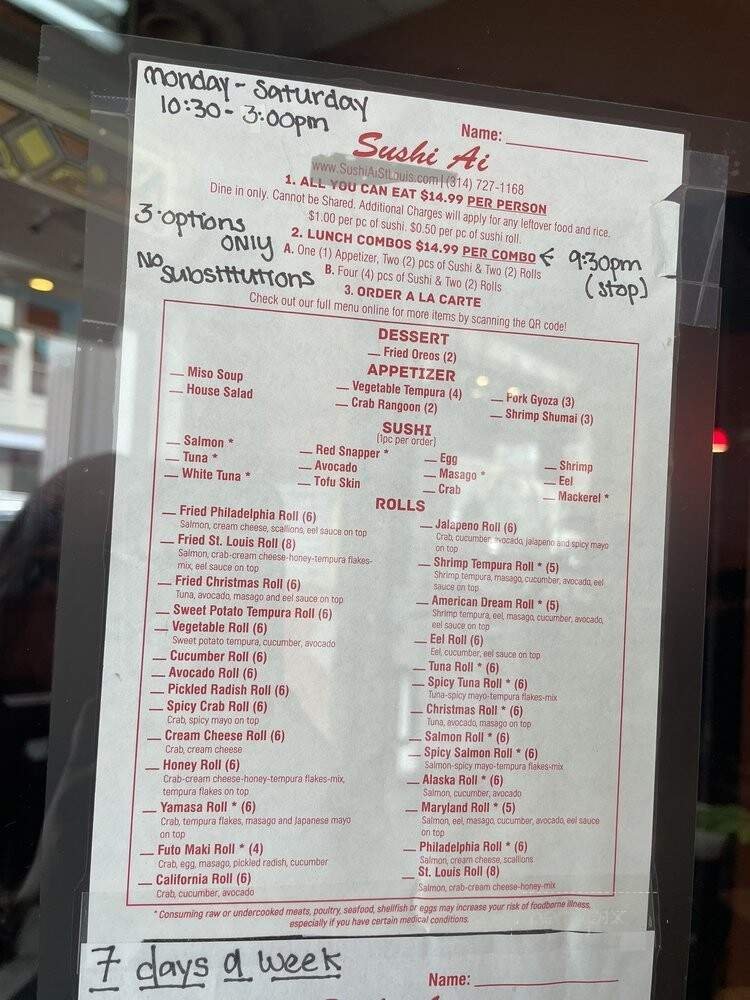 monday - Saturday
10:30 - 3:00pm
Name:
Sushi Ai
www.SushiAiStLouis.com | (314) 727-1168
1. ALL YOU CAN EAT $14.99 PER PERSON
Dine in only. Cannot be Shared. Additional Charges will apply for any leftover food and rice.
$1.00 per pc of sushi. $0.50 per pc of sushi roll.
3 options
ONLY
No substitutions
2. LUNCH COMBOS $14.99 PER COMBO
A. One (1) Appetizer, Two (2) pcs of Sushi & Two (2) Rolls
B. Four (4) pcs of Sushi & Two (2) Rolls
← 9:30pm
(stop)
3. ORDER A LA CARTE
Check out our full menu online for more items by scanning the QR code!
DESSERT
Fried Oreos (2)
APPETIZER
Miso Soup
House Salad
Vegetable Tempura (4)
Crab Rangoon (2)
Pork Gyoza (3)
Shrimp Shumai (3)
SUSHI
(1pc per order)
Salmon *
Tuna *
White Tuna *
Red Snapper *
Avocado
Tofu Skin
Egg
Masago *
Crab
Shrimp
Eel
Mackerel *
ROLLS
Fried Philadelphia Roll (6)
Salmon, cream cheese, scallions, eel sauce on top
Fried St. Louis Roll (8)
Salmon, crab-cream cheese-honey-tempura flakes-
mix, eel sauce on top
Fried Christmas Roll (6)
Tuna, avocado, masago and eel sauce on top
Sweet Potato Tempura Roll (6)
Vegetable Roll (6)
Sweet potato tempura, cucumber, avocado
Cucumber Roll (6)
Avocado Roll (6)
Pickled Radish Roll (6)
Spicy Crab Roll (6)
Crab, spicy mayo on top
Cream Cheese Roll (6)
Crab, cream cheese
Honey Roll (6)
Crab-cream cheese-honey-tempura flakes-mix,
tempura flakes on top
Yamasa Roll * (6)
Crab, tempura flakes, masago and Japanese mayo
on top
Futo Maki Roll * (4)
Crab, egg, masago, pickled radish, cucumber
California Roll (6)
Crab, cucumber, avocado
Jalapeno Roll (6)
Crab, cucumber, avocado, jalapeno and spicy mayo
on top
Shrimp Tempura Roll * (5)
Shrimp tempura, masago, cucumber, avocado, eel
sauce on top
American Dream Roll * (5)
Shrimp tempura, eel, masago, cucumber, avocado,
eel sauce on top
Eel Roll (6)
Eel, cucumber, eel sauce on top
Tuna Roll * (6)
Spicy Tuna Roll * (6)
Tuna-spicy mayo-tempura flakes-mix
Christmas Roll * (6)
Tuna, avocado, masago on top
Salmon Roll * (6)
Spicy Salmon Roll * (6)
Salmon-spicy mayo-tempura flakes-mix
Alaska Roll * (6)
Salmon, cucumber, avocado
Maryland Roll * (5)
Salmon, eel, masago, cucumber, avocado, eel sauce
on top
Philadelphia Roll * (6)
Salmon, cream cheese, scallions
St. Louis Roll (8)
Salmon, crab-cream cheese-honey-mix
* Consuming raw or undercooked meats, poultry, seafood, shellfish or eggs may increase your risk of foodborne illness,
especially if you have certain medical conditions.
7 days a week
Name: